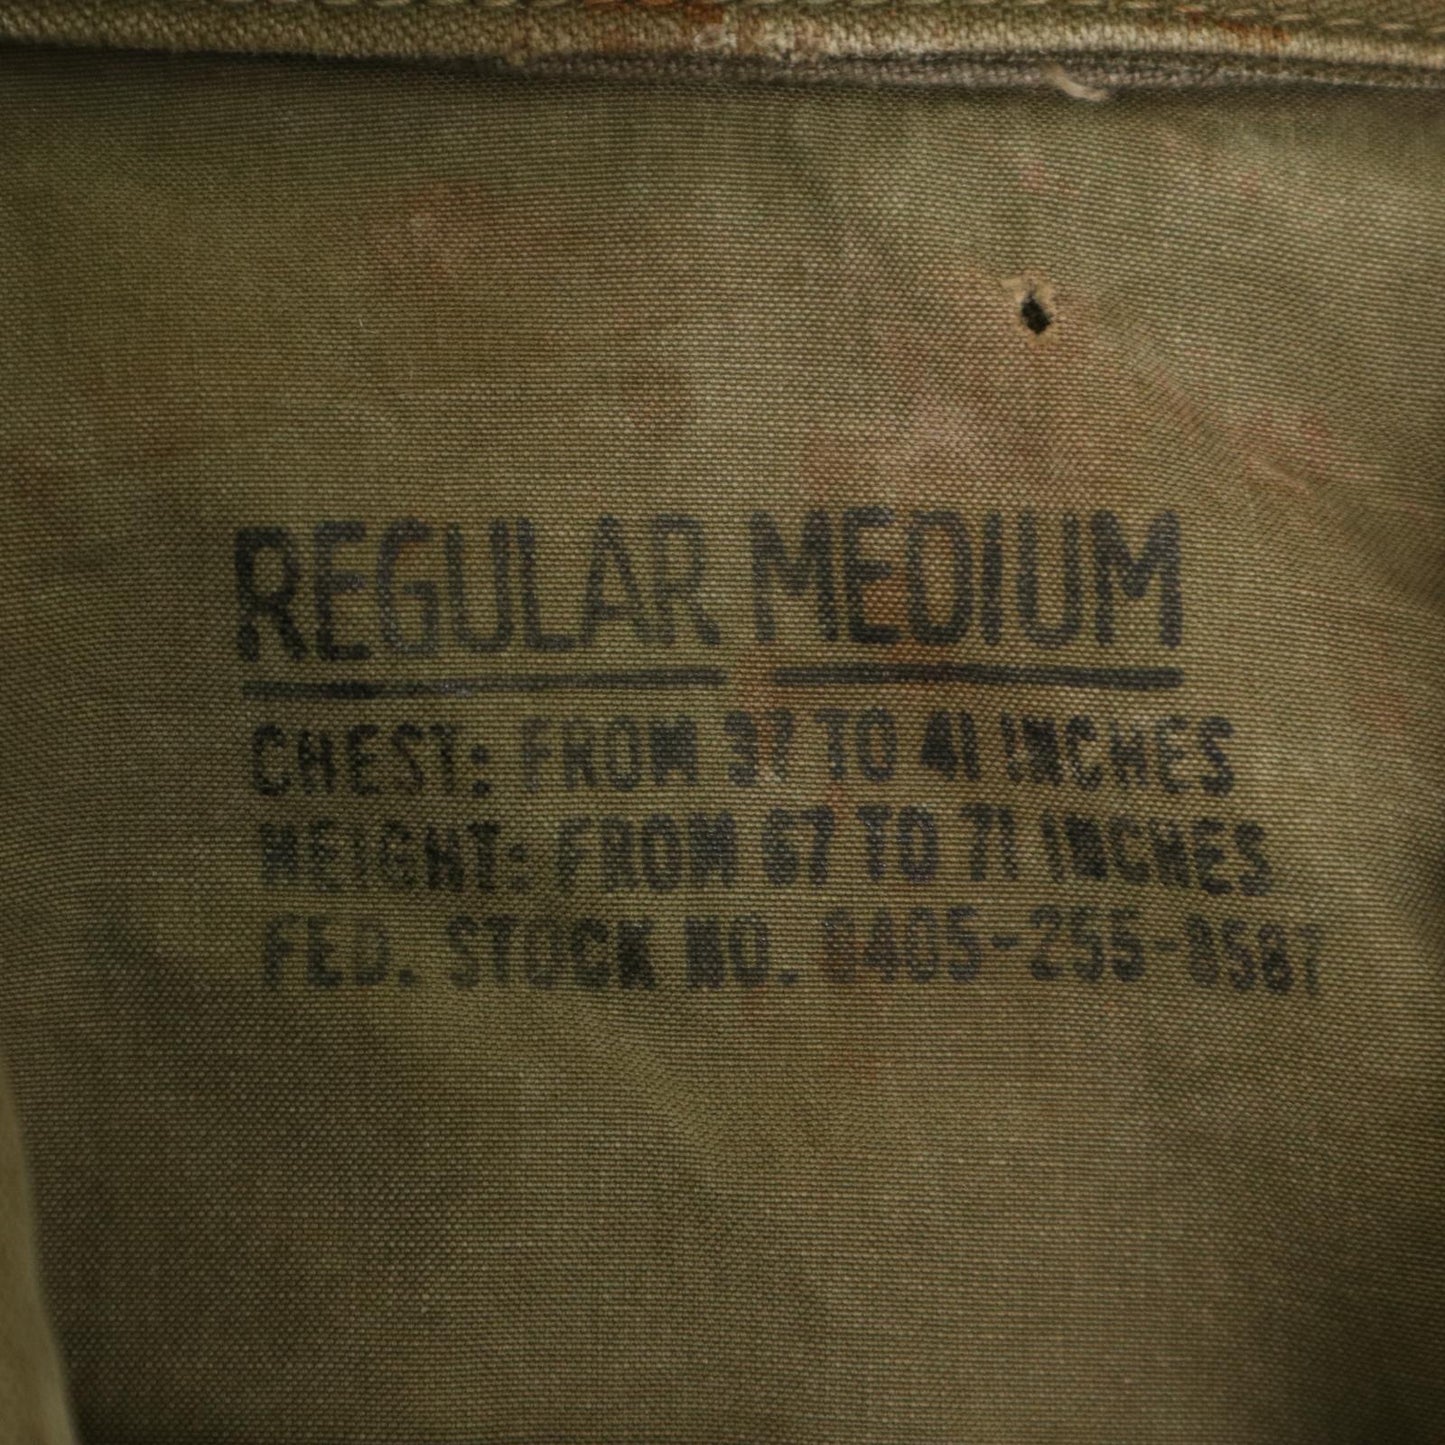 REGULAR MEDIUM
CHEST: FROM 37 TO 41 INCHES
HEIGHT: FROM 67 TO 71 INCHES
FED. STOCK NO. 8405-255-8587